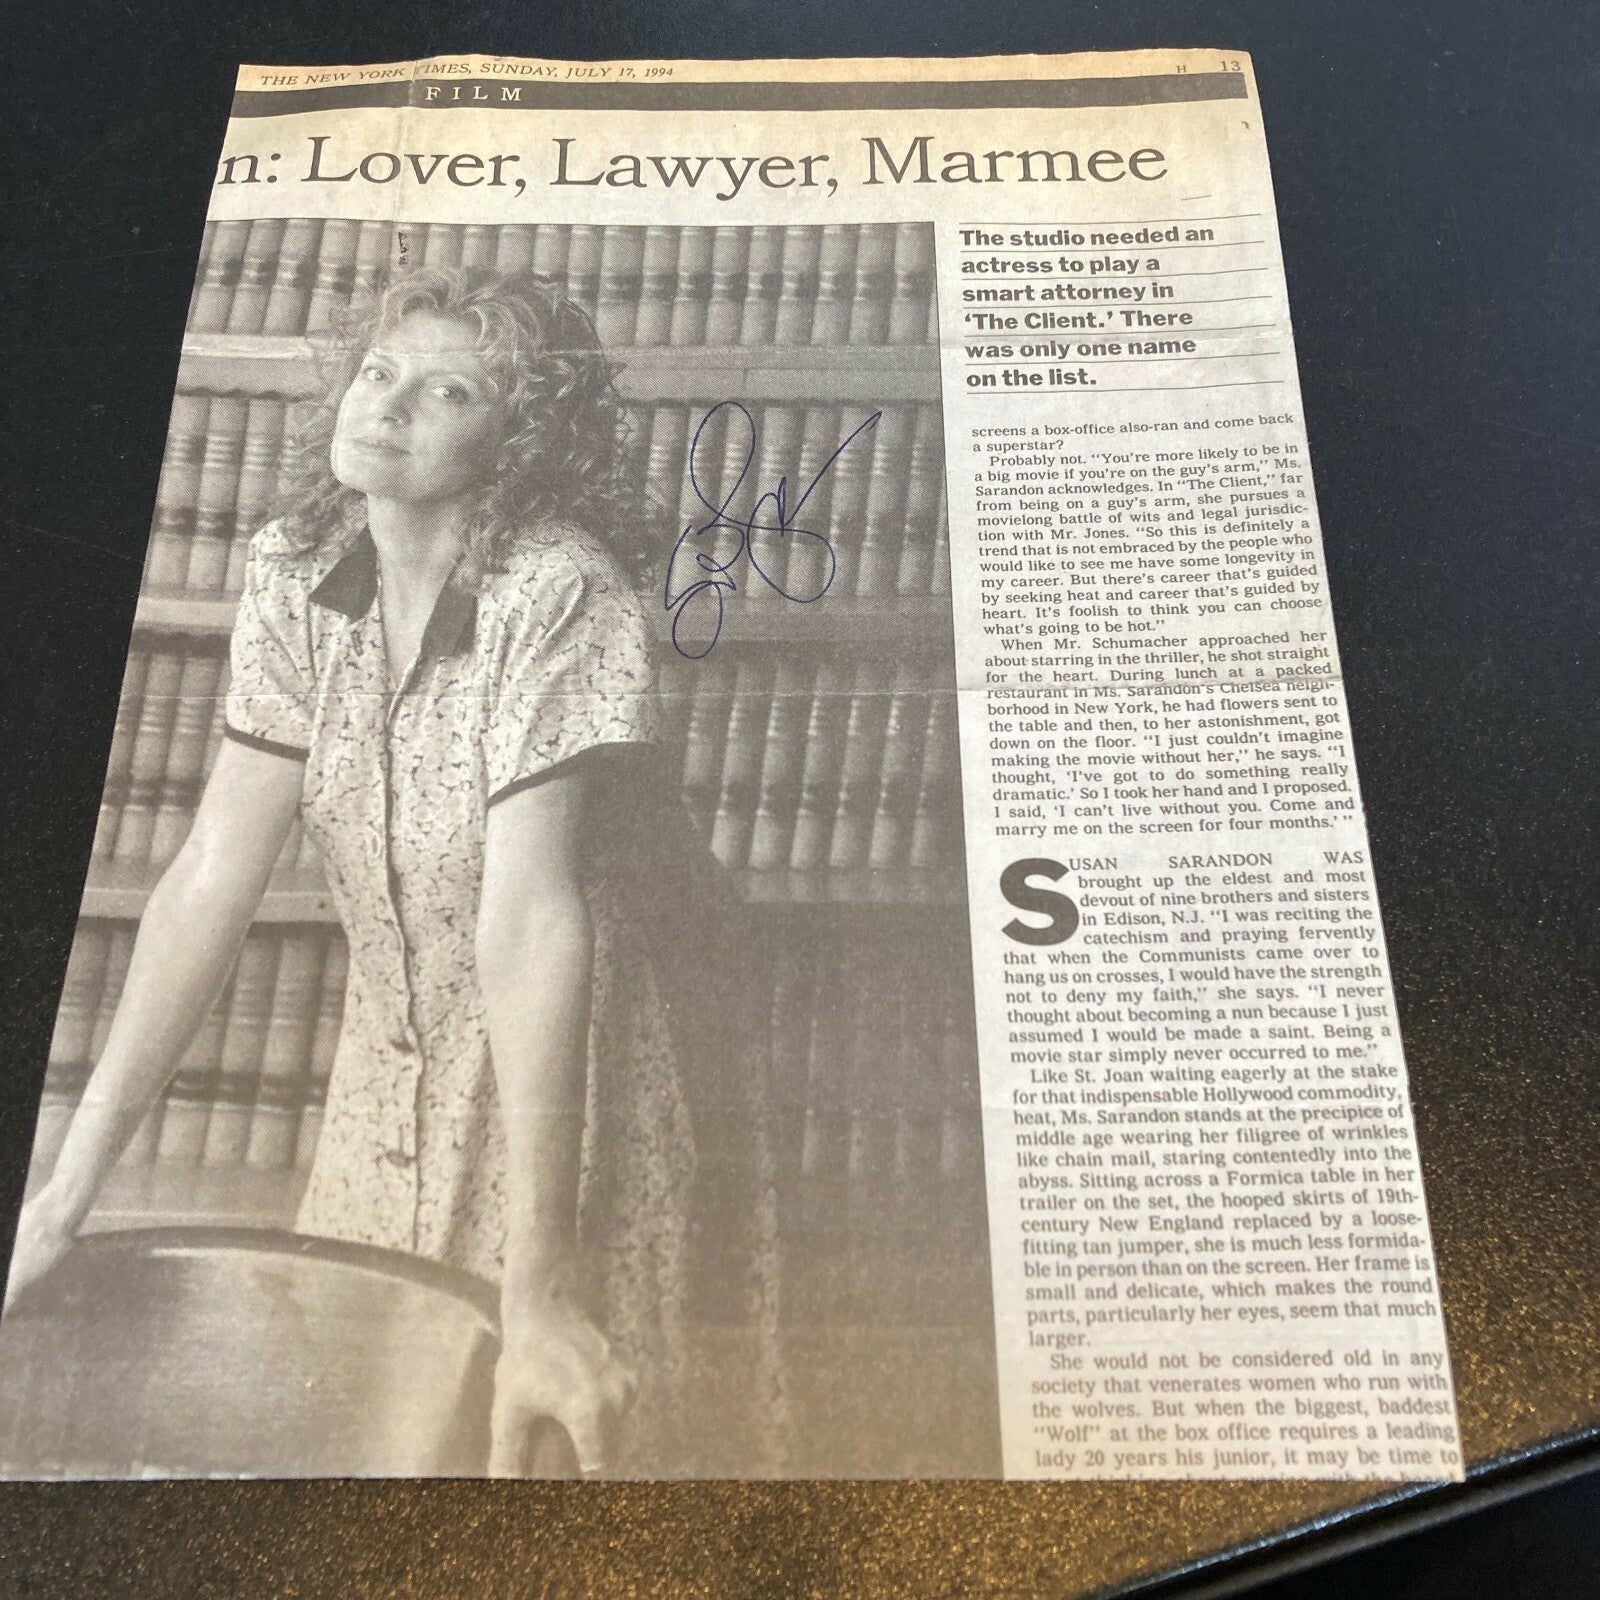 THE NEW YORK TIMES, SUNDAY, JULY 17, 1994 H 13
FILM
n: Lover, Lawyer, Marmee
The studio needed an
actress to play a
smart attorney in
‘The Client.’ There
was only one name
on the list.
screens a box-office also-ran and come back
a superstar?
Probably not. “You're more likely to be in
a big movie if you're on the guy's arm,” Ms.
Sarandon acknowledges. In “The Client,” far
from being on a guy's arm, she pursues a
movielong battle of wits and legal jurisdic-
tion with Mr. Jones. “So this is definitely a
trend that is not embraced by the people who
would like to see me have some longevity in
my career. But there's career that's guided
by seeking heat and career that's guided by
heart. It's foolish to think you can choose
what's going to be hot.”
When Mr. Schumacher approached her
about starring in the thriller, he shot straight
for the heart. During lunch at a packed
restaurant in Ms. Sarandon's Chelsea neigh-
borhood in New York, he had flowers sent to
the table and then, to her astonishment, got
down on the floor. “I just couldn't imagine
making the movie without her,” he says. “I
thought, ‘I've got to do something really
dramatic.’ So I took her hand and I proposed.
I said, ‘I can't live without you. Come and
marry me on the screen for four months.’ ”
SUSAN SARANDON WAS
brought up the eldest and most
devout of nine brothers and sisters
in Edison, N.J. “I was reciting the
catechism and praying fervently
that when the Communists came over to
hang us on crosses, I would have the strength
not to deny my faith,” she says. “I never
thought about becoming a nun because I just
assumed I would be made a saint. Being a
movie star simply never occurred to me.”
Like St. Joan waiting eagerly at the stake
for that indispensable Hollywood commodity,
heat, Ms. Sarandon stands at the precipice of
middle age wearing her filigree of wrinkles
like chain mail, staring contentedly into the
abyss. Sitting across a Formica table in her
trailer on the set, the hooped skirts of 19th-
century New England replaced by a loose-
fitting tan jumper, she is much less formida-
ble in person than on the screen. Her frame is
small and delicate, which makes the round
parts, particularly her eyes, seem that much
larger.
She would not be considered old in any
society that venerates women who run with
the wolves. But when the biggest, baddest
“Wolf” at the box office requires a leading
lady 20 years his junior, it may be time to